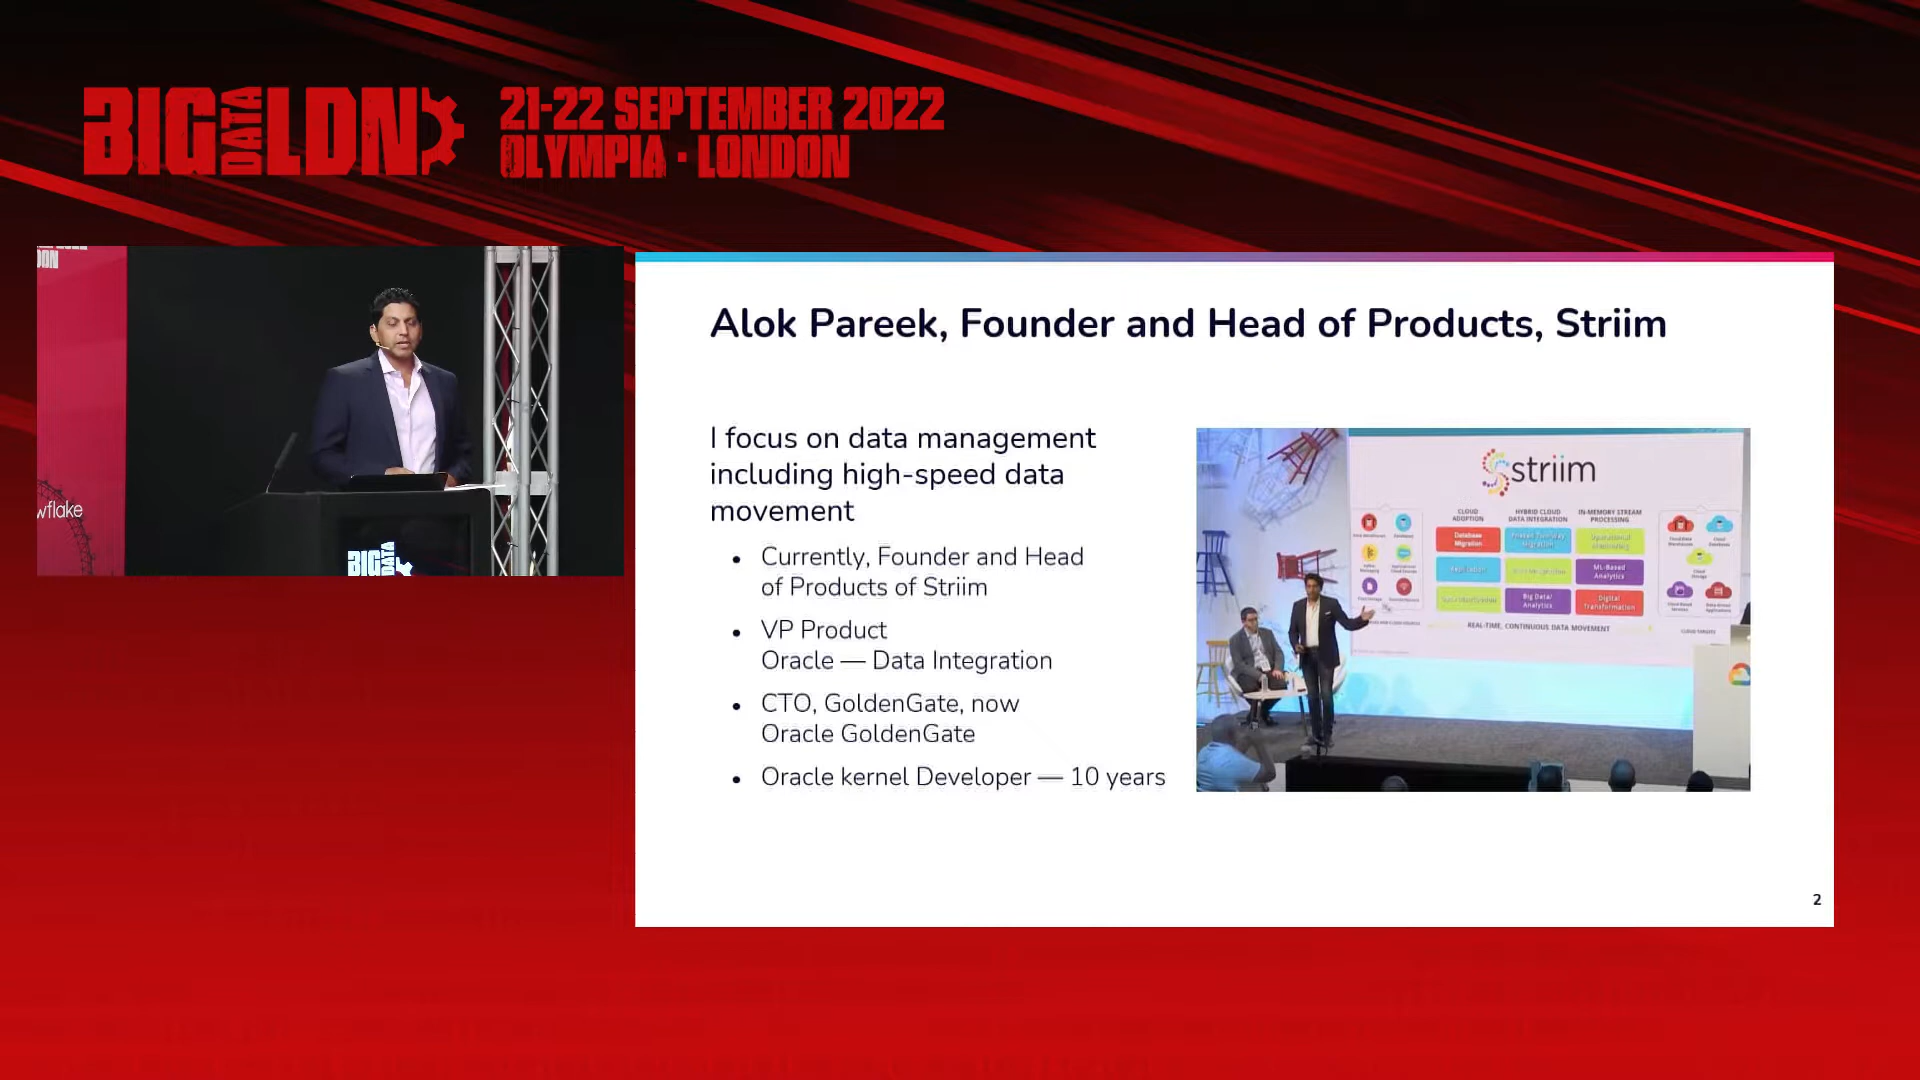 BIG DATA LDN
21-22 SEPTEMBER 2022
OLYMPIA · LONDON
DON
wflake
BIG DATA
Alok Pareek, Founder and Head of Products, Striim
I focus on data management
including high-speed data
movement
• Currently, Founder and Head
of Products of Striim
• VP Product
Oracle — Data Integration
• CTO, GoldenGate, now
Oracle GoldenGate
• Oracle kernel Developer — 10 years
striim
CLOUD
ADOPTION
HYBRID CLOUD
DATA INTEGRATION
IN-MEMORY STREAM
PROCESSING
Database
Migration
Replication
ML-Based
Analytics
Big Data/
Analytics
Digital
Transformation
REAL-TIME, CONTINUOUS DATA MOVEMENT
CLOUD TARGETS
2